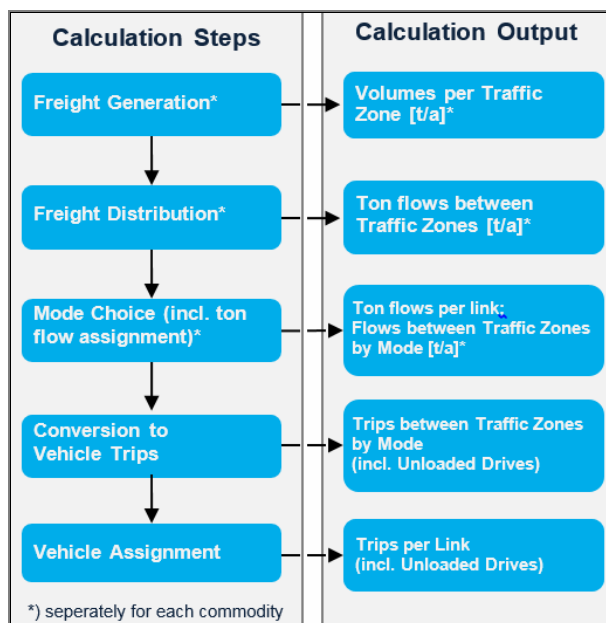 Calculation Steps
Calculation Output
Freight Generation*
Volumes per Traffic
Zone [t/a]*
Freight Distribution*
Ton flows between
Traffic Zones [t/a]*
Mode Choice (incl. ton
flow assignment)*
Ton flows per link;
Flows between Traffic Zones
by Mode [t/a]*
Conversion to
Vehicle Trips
Trips between Traffic Zones
by Mode
(incl. Unloaded Drives)
Vehicle Assignment
Trips per Link
(incl. Unloaded Drives)
*) seperately for each commodity